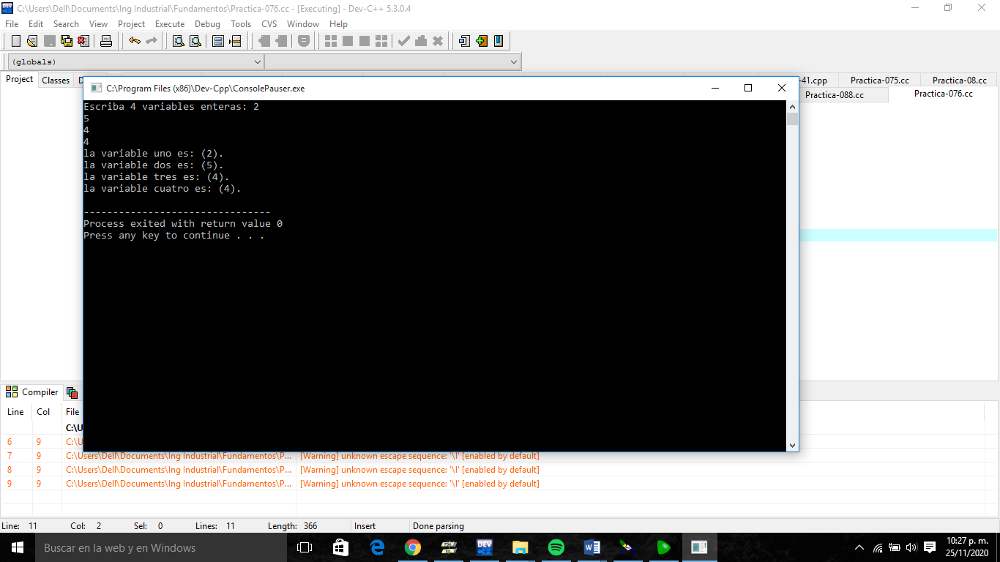 C:\Users\Dell\Documents\Ing Industrial\Fundamentos\Practica-076.cc - [Executing] - Dev-C++ 5.3.0.4
File Edit Search View Project Execute Debug Tools CVS Window Help
(globals)
Project Classes D
-41.cpp Practica-075.cc Practica-08.cc
Practica-088.cc Practica-076.cc
C:\Program Files (x86)\Dev-Cpp\ConsolePauser.exe
Escriba 4 variables enteras: 2
5
4
4
la variable uno es: (2).
la variable dos es: (5).
la variable tres es: (4).
la variable cuatro es: (4).
--------------------------------
Process exited with return value 0
Press any key to continue . . .
Compiler
Line Col File
C:\U
6 9 C:\U
7 9 C:\Users\Dell\Documents\Ing Industrial\Fundamentos\P... [Warning] unknown escape sequence: '\l' [enabled by default]
8 9 C:\Users\Dell\Documents\Ing Industrial\Fundamentos\P... [Warning] unknown escape sequence: '\l' [enabled by default]
9 9 C:\Users\Dell\Documents\Ing Industrial\Fundamentos\P... [Warning] unknown escape sequence: '\l' [enabled by default]
Line: 11 Col: 2 Sel: 0 Lines: 11 Length: 366 Insert Done parsing
Buscar en la web y en Windows
DEV
10:27 p. m.
25/11/2020